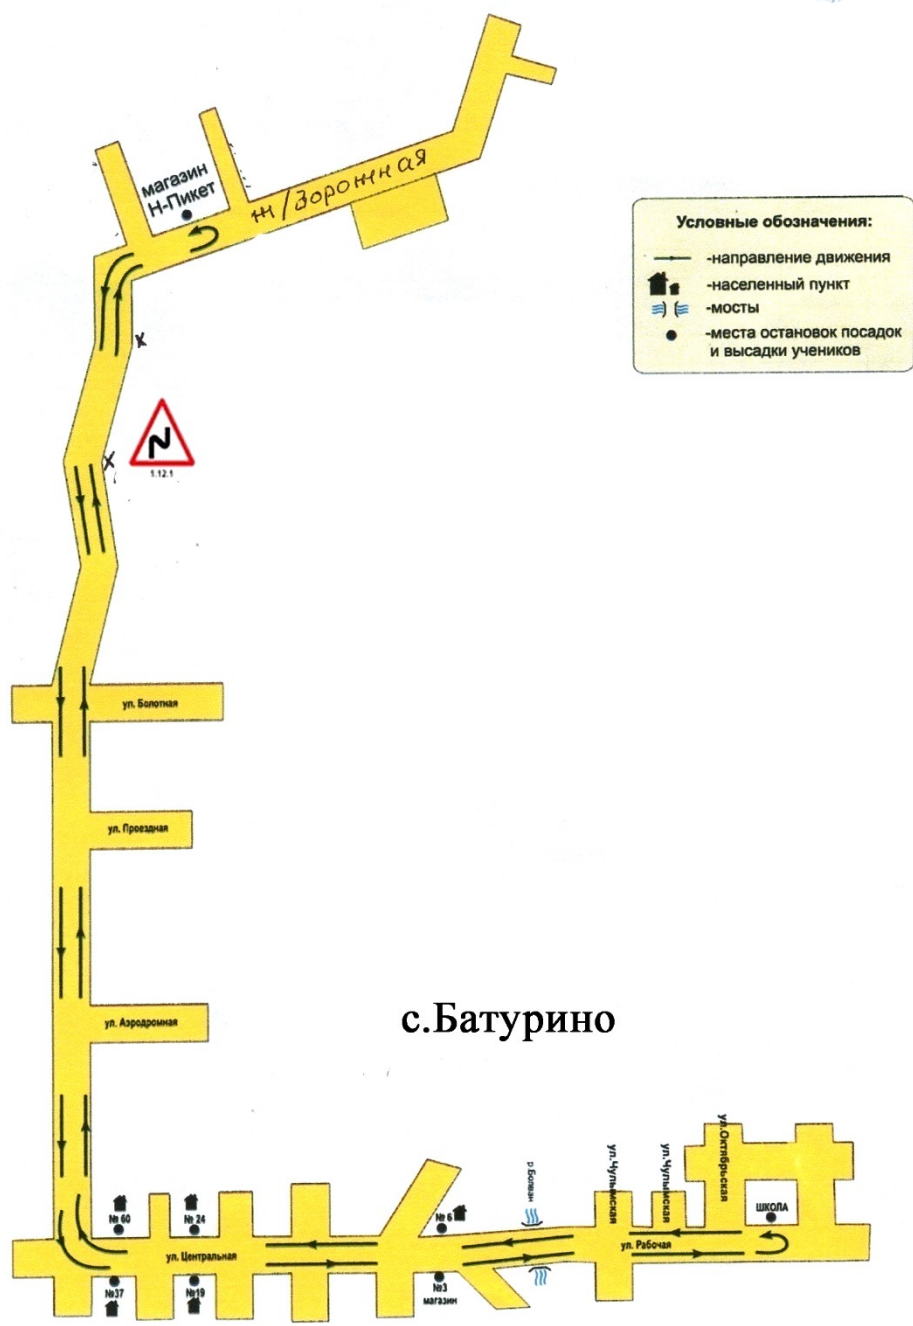 магазин
Н-Пикет
ж/Зорожная
Условные обозначения:
-направление движения
-населенный пункт
-мосты
-места остановок посадок
и высадки учеников
1.12.1
ул. Болотная
ул. Проездная
ул. Аэродромная
с.Батурино
№ 60
№ 24
ул. Центральная
№37
№19
№ 6
№3
магазин
р.Боляан
ул.Чулымская
ул.Чулымская
ул.Октябрьская
ШКОЛА
ул. Рабочая